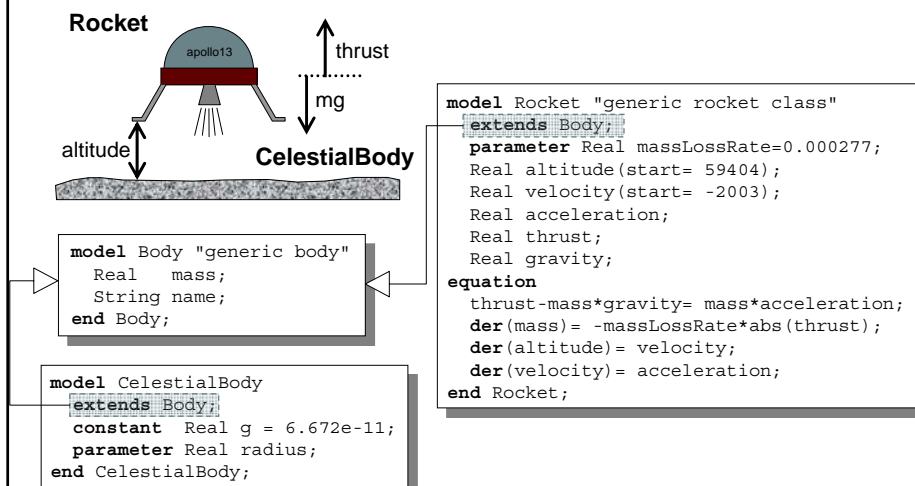 Rocket
apollo13
thrust
mg
altitude
CelestialBody
model Body "generic body"
Real mass;
String name;
end Body;
model CelestialBody
extends Body;
constant Real g = 6.672e-11;
parameter Real radius;
end CelestialBody;
model Rocket "generic rocket class"
extends Body;
parameter Real massLossRate=0.000277;
Real altitude(start= 59404);
Real velocity(start= -2003);
Real acceleration;
Real thrust;
Real gravity;
equation
thrust-mass*gravity= mass*acceleration;
der(mass)= -massLossRate*abs(thrust);
der(altitude)= velocity;
der(velocity)= acceleration;
end Rocket;